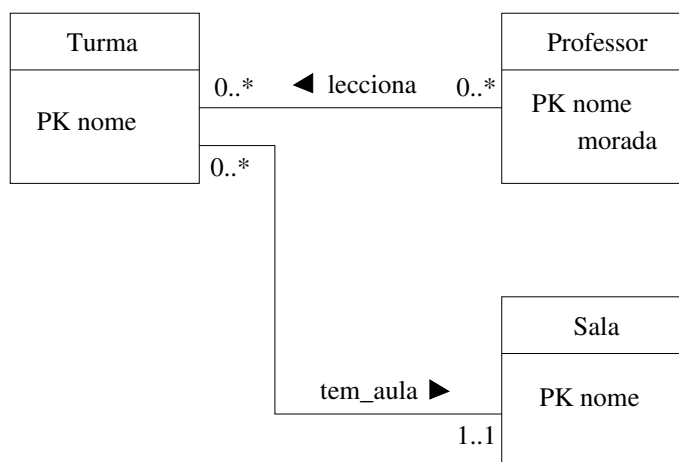 Turma
Professor
0..* ◄ lecciona 0..*
PK nome
PK nome
morada
0..*
Sala
tem_aula ►
PK nome
1..1